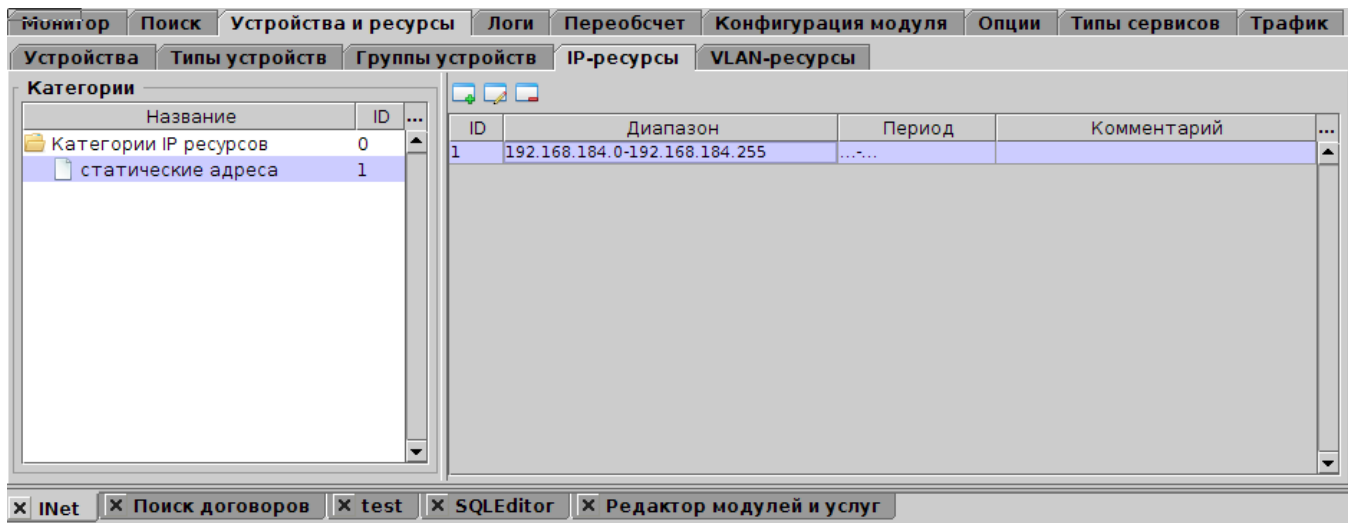 Монитор Поиск Устройства и ресурсы Логи Переобсчет Конфигурация модуля Опции Типы сервисов Трафик
Устройства Типы устройств Группы устройств IP-ресурсы VLAN-ресурсы
Категории
Название ID ...
Категории IP ресурсов 0
статические адреса 1
ID Диапазон Период Комментарий ...
1 192.168.184.0-192.168.184.255 ...-...
INet Поиск договоров test SQLEditor Редактор модулей и услуг